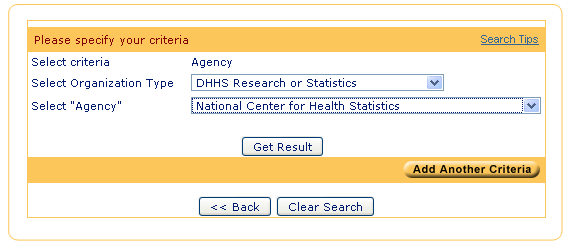 Please specify your criteria Search Tips
Select criteria Agency
Select Organization Type DHHS Research or Statistics
Select "Agency" National Center for Health Statistics
Get Result
Add Another Criteria
<< Back Clear Search